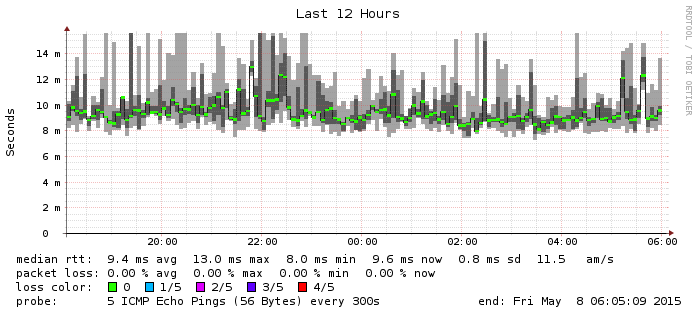 Last 12 Hours
RRDTOOL / TOBI OETIKER
Seconds
14 m
12 m
10 m
8 m
6 m
4 m
2 m
0
20:00 22:00 00:00 02:00 04:00 06:00
median rtt: 9.4 ms avg 13.0 ms max 8.0 ms min 9.6 ms now 0.8 ms sd 11.5 am/s
packet loss: 0.00 % avg 0.00 % max 0.00 % min 0.00 % now
loss color: 0 1/5 2/5 3/5 4/5
probe: 5 ICMP Echo Pings (56 Bytes) every 300s end: Fri May 8 06:05:09 2015